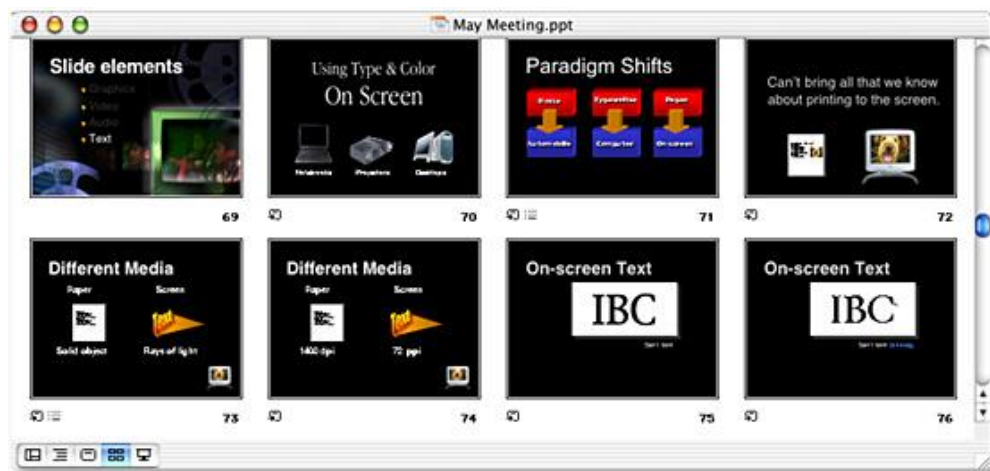 May Meeting.ppt
Slide elements
Graphics
Video
Audio
Text
69
Using Type & Color
On Screen
Notebooks Projectors Desktops
70
Paradigm Shifts
Horse Typewriter Paper
Automobile Computer On-screen
71
Can't bring all that we know
about printing to the screen.
72
Different Media
Paper Screen
Text
Solid object Rays of light
73
Different Media
Paper Screen
Text
1400 dpi 72 ppi
74
On-screen Text
IBC
75
On-screen Text
IBC
76